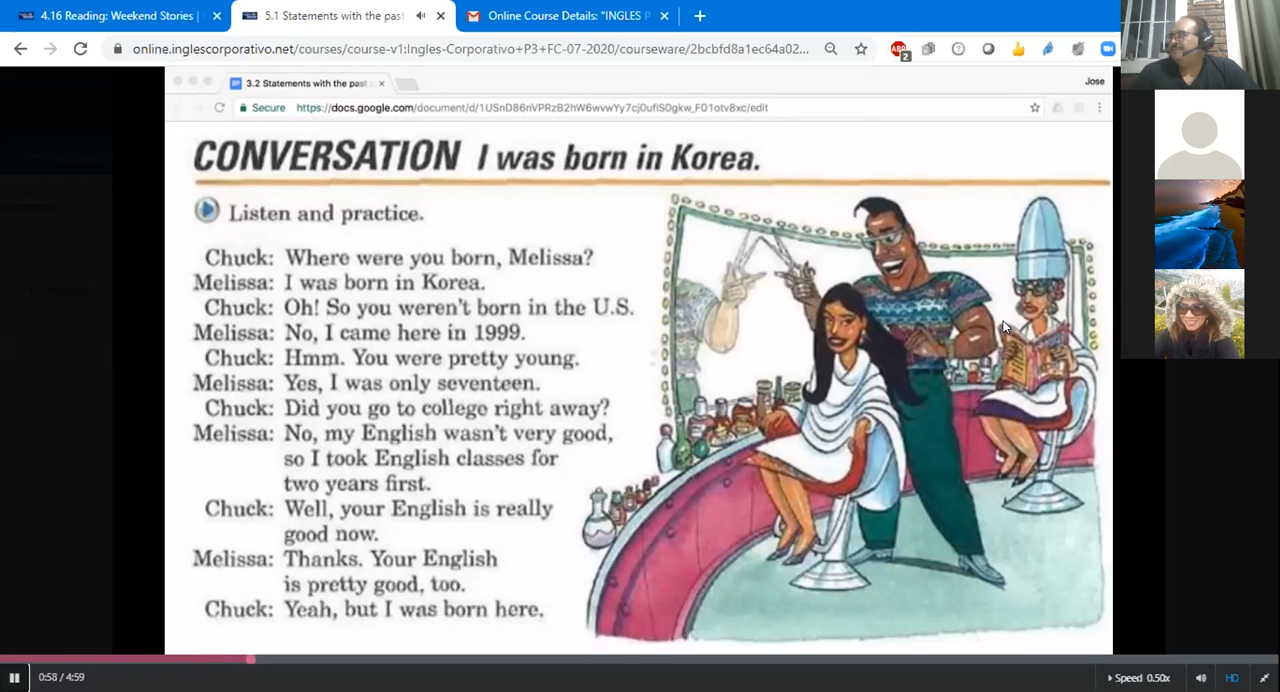 4.16 Reading: Weekend Stories |
5.1 Statements with the past
Online Course Details: "INGLES P
online.inglescorporativo.net/courses/course-v1:Ingles-Corporativo+P3+FC-07-2020/courseware/2bcbfd8a1ec64a02...
ABP
2
3.2 Statements with the past
Jose
Secure https://docs.google.com/document/d/1USnD86nVPRzB2hW6wvwYy7cj0ufiS0gkw_F01otv8xc/edit
CONVERSATION I was born in Korea.
Listen and practice.
Chuck: Where were you born, Melissa?
Melissa: I was born in Korea.
Chuck: Oh! So you weren't born in the U.S.
Melissa: No, I came here in 1999.
Chuck: Hmm. You were pretty young.
Melissa: Yes, I was only seventeen.
Chuck: Did you go to college right away?
Melissa: No, my English wasn't very good,
so I took English classes for
two years first.
Chuck: Well, your English is really
good now.
Melissa: Thanks. Your English
is pretty good, too.
Chuck: Yeah, but I was born here.
0:58 / 4:59
Speed 0.50x
HD